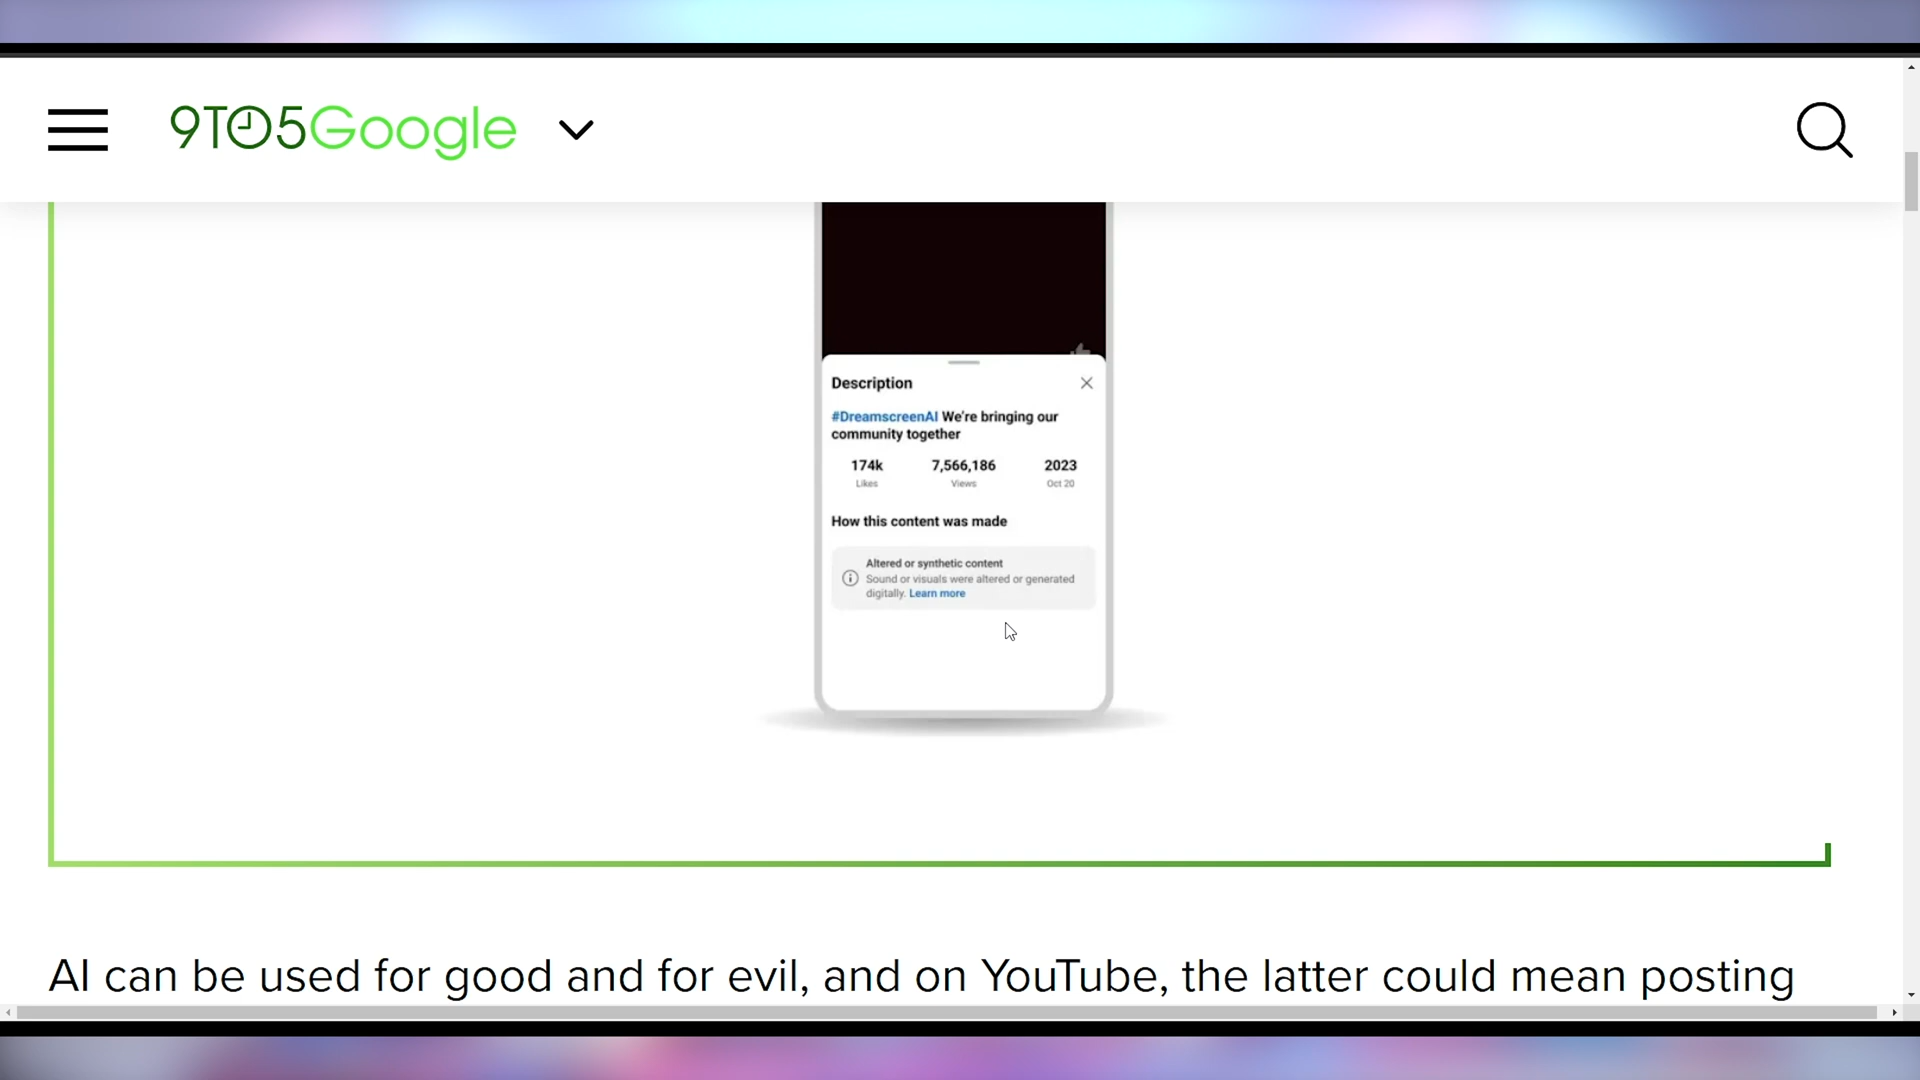 9TO5Google
Description
#DreamscreenAI We're bringing our
community together
174k 7,566,186 2023
Likes Views Oct 20
How this content was made
Altered or synthetic content
Sound or visuals were altered or generated
digitally. Learn more
AI can be used for good and for evil, and on YouTube, the latter could mean posting